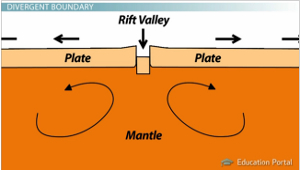 DIVERGENT BOUNDARY
Rift Valley
Plate
Plate
Mantle
Education Portal